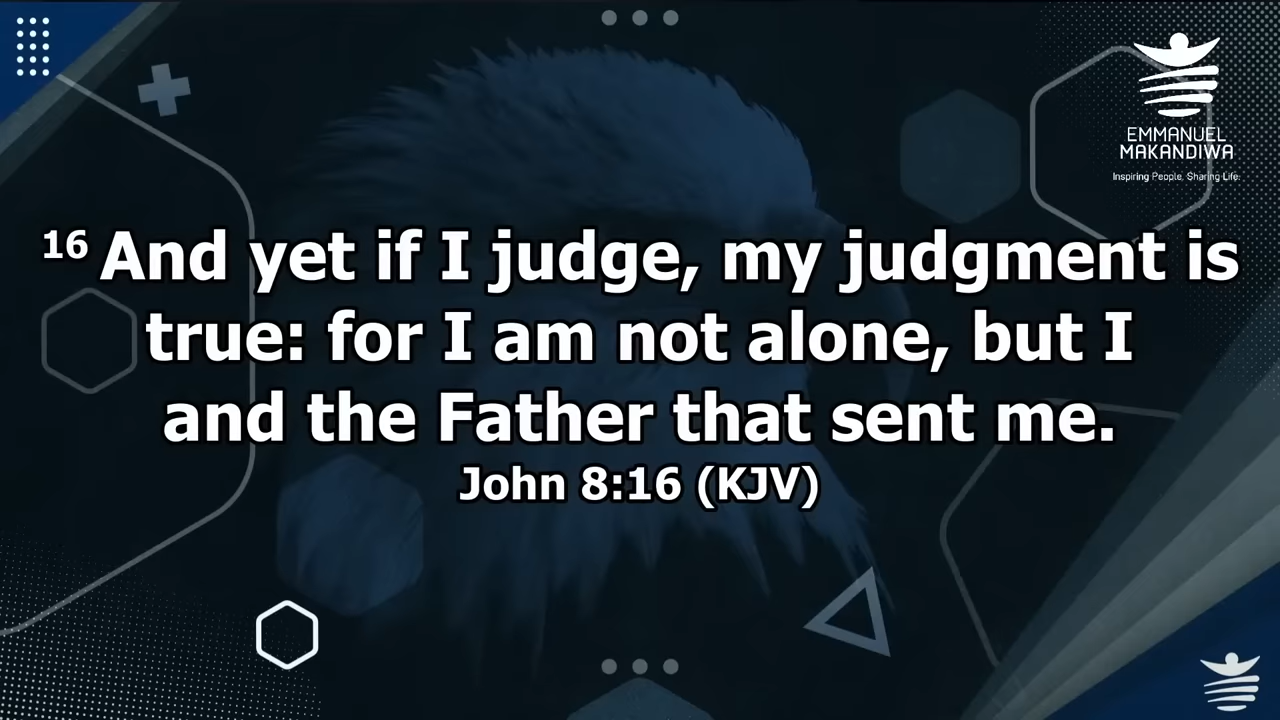 EMMANUEL
MAKANDIWA
Inspiring People. Sharing Life.
16 And yet if I judge, my judgment is
true: for I am not alone, but I
and the Father that sent me.
John 8:16 (KJV)